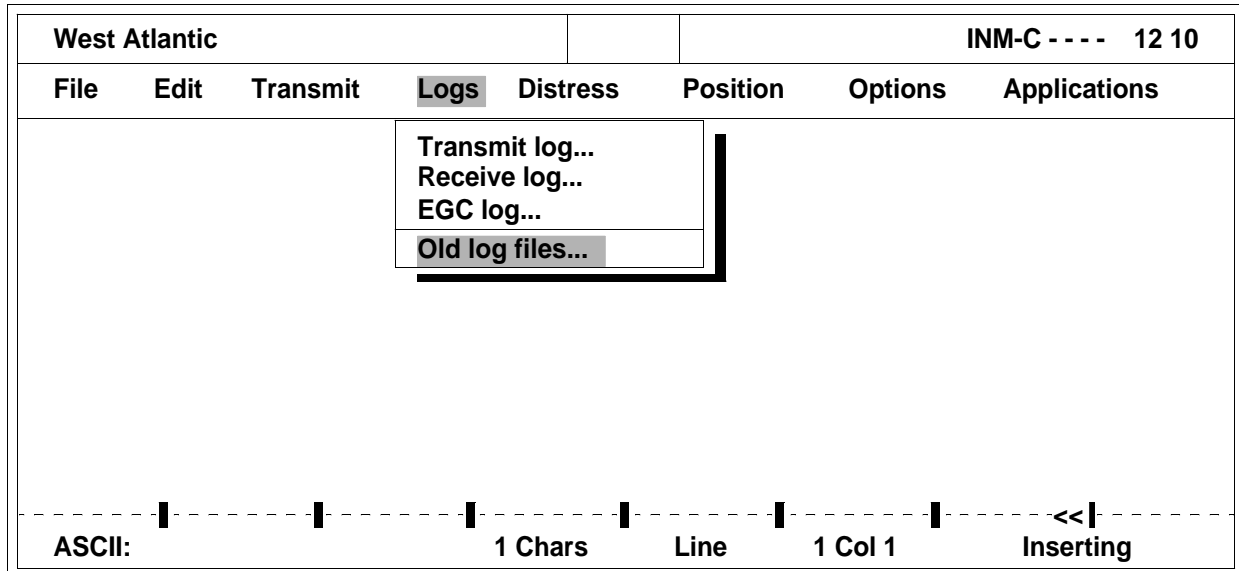 West Atlantic INM-C - - - - 12 10
File Edit Transmit Logs Distress Position Options Applications
Transmit log...
Receive log...
EGC log...
Old log files...
<<
ASCII: 1 Chars Line 1 Col 1 Inserting